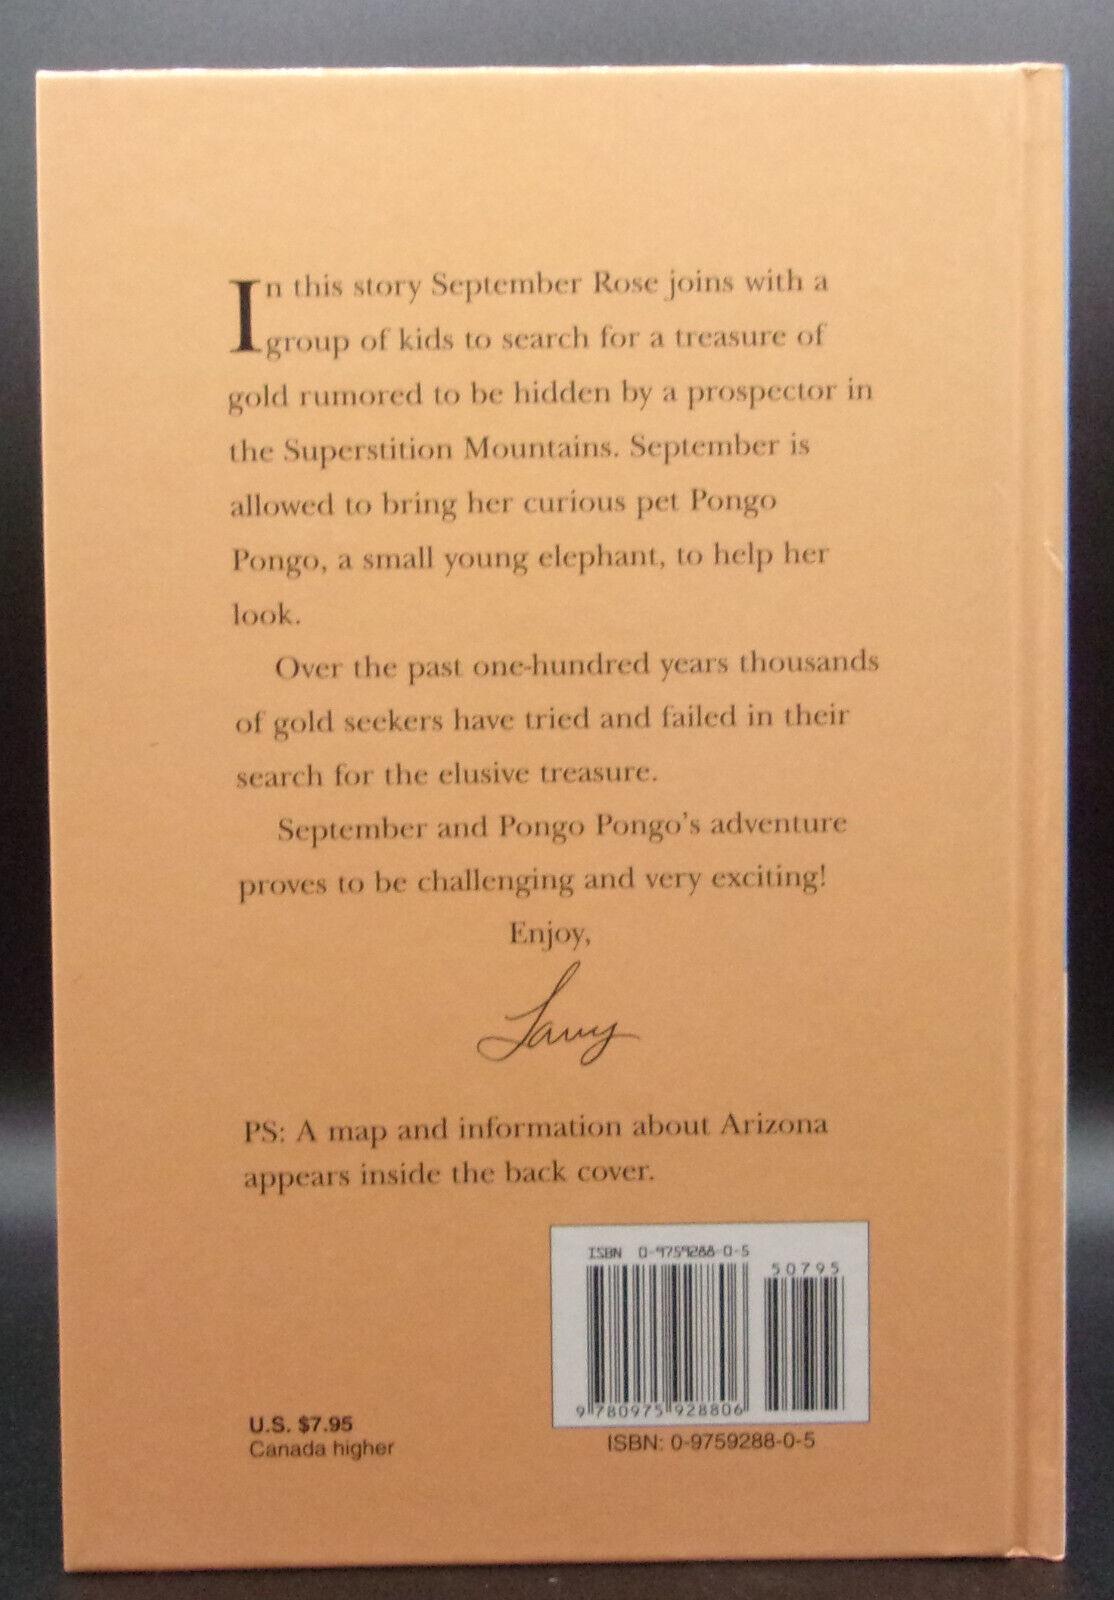 In this story September Rose joins with a
group of kids to search for a treasure of
gold rumored to be hidden by a prospector in
the Superstition Mountains. September is
allowed to bring her curious pet Pongo
Pongo, a small young elephant, to help her
look.
Over the past one-hundred years thousands
of gold seekers have tried and failed in their
search for the elusive treasure.
September and Pongo Pongo's adventure
proves to be challenging and very exciting!
Enjoy,
Larry
PS: A map and information about Arizona
appears inside the back cover.
ISBN 0-9759288-0-5
50795
9 780975 928806
U.S. $7.95
Canada higher
ISBN: 0-9759288-0-5